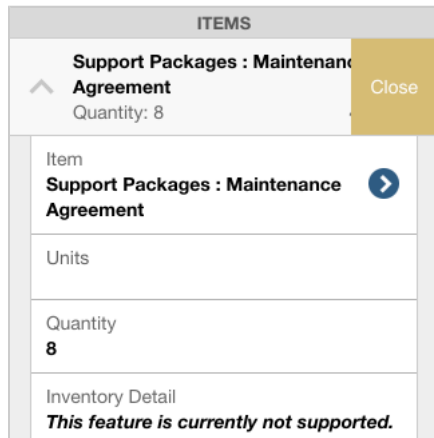 ITEMS
Support Packages : Maintenanc
Agreement
Quantity: 8
Close
Item
Support Packages : Maintenance
Agreement
Units
Quantity
8
Inventory Detail
This feature is currently not supported.